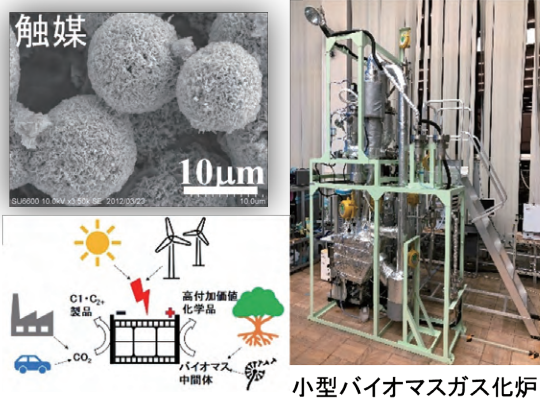 触媒
10μm
SU6600 10.0kV x3.50k SE 2012/03/22
10.0um
C1・C₂₊
製品
高付加価値
化学品
CO₂
バイオマス,
中間体
小型バイオマスガス化炉